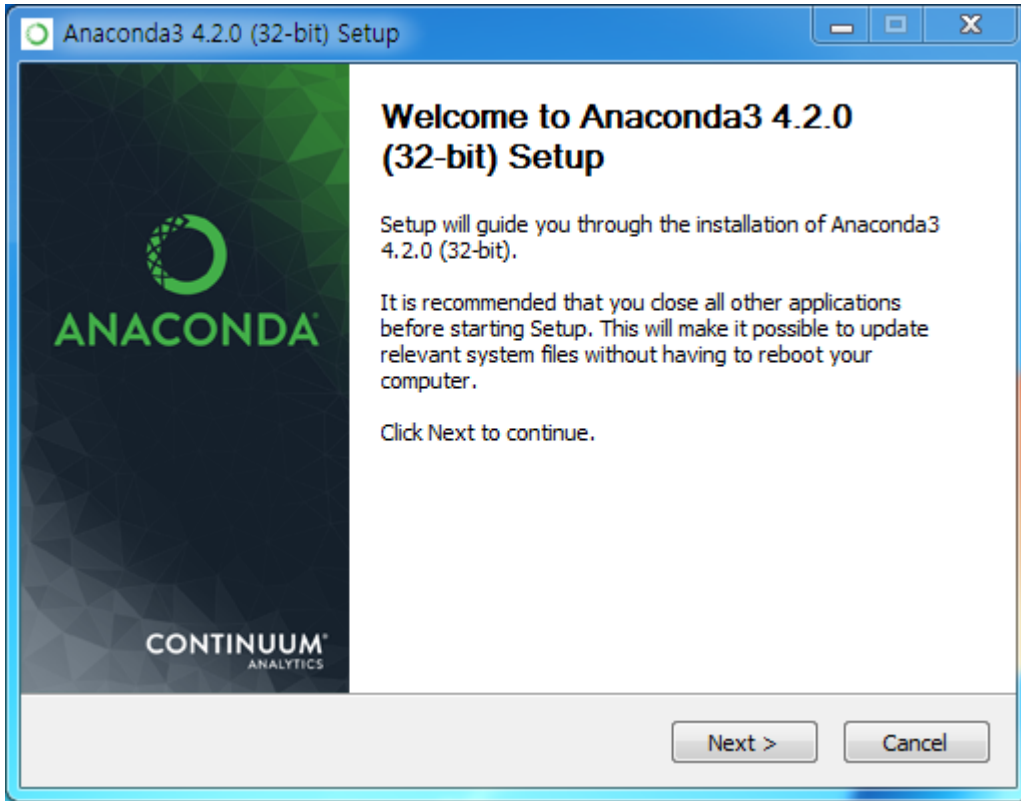 Anaconda3 4.2.0 (32-bit) Setup
Welcome to Anaconda3 4.2.0
(32-bit) Setup
Setup will guide you through the installation of Anaconda3
4.2.0 (32-bit).
It is recommended that you close all other applications
before starting Setup. This will make it possible to update
relevant system files without having to reboot your
computer.
Click Next to continue.
ANACONDA®
CONTINUUM®
ANALYTICS
Next >
Cancel